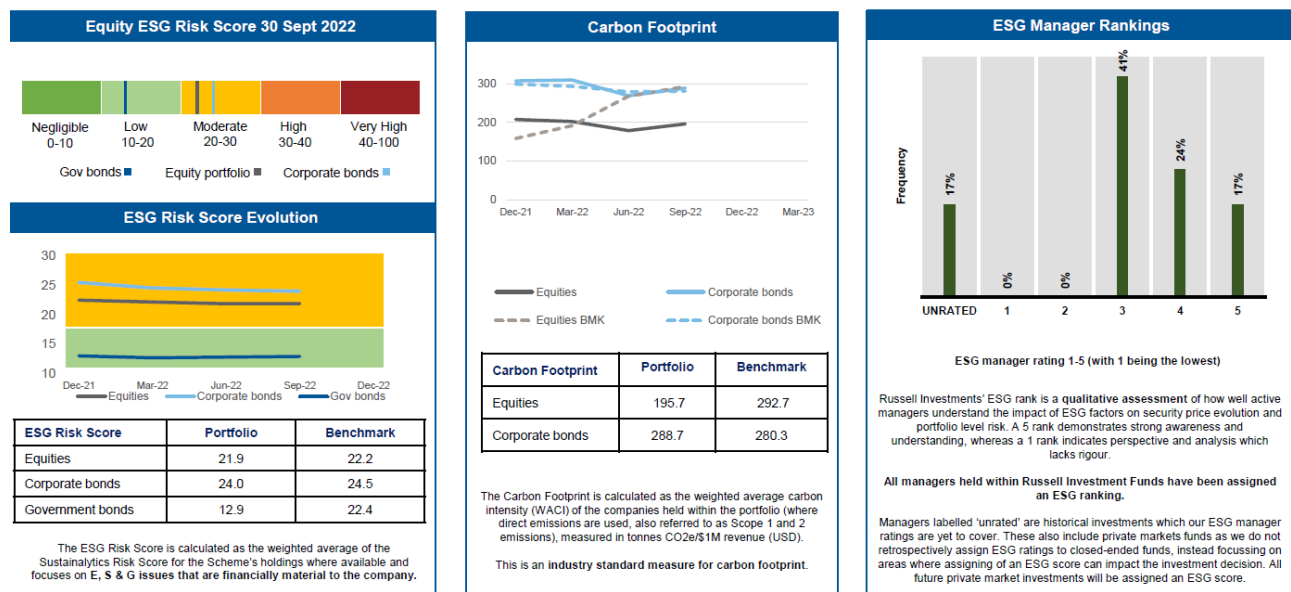 Equity ESG Risk Score 30 Sept 2022
Negligible
0-10
Low
10-20
Moderate
20-30
High
30-40
Very High
40-100
Gov bonds
Equity portfolio
Corporate bonds
ESG Risk Score Evolution
30
25
20
15
10
Dec-21
Mar-22
Jun-22
Sep-22
Dec-22
Equities
Corporate bonds
Gov bonds
ESG Risk Score Portfolio Benchmark
Equities 21.9 22.2
Corporate bonds 24.0 24.5
Government bonds 12.9 22.4
The ESG Risk Score is calculated as the weighted average of the
Sustainalytics Risk Score for the Scheme's holdings where available and
focuses on E, S & G issues that are financially material to the company.
Carbon Footprint
300
200
100
0
Dec-21
Mar-22
Jun-22
Sep-22
Dec-22
Mar-23
Equities
Corporate bonds
Equities BMK
Corporate bonds BMK
Carbon Footprint Portfolio Benchmark
Equities 195.7 292.7
Corporate bonds 288.7 280.3
The Carbon Footprint is calculated as the weighted average carbon
intensity (WACI) of the companies held within the portfolio (where
direct emissions are used, also referred to as Scope 1 and 2
emissions), measured in tonnes CO2e/$1M revenue (USD).
This is an industry standard measure for carbon footprint.
ESG Manager Rankings
Frequency
17%
0%
0%
41%
24%
17%
UNRATED
1
2
3
4
5
ESG manager rating 1-5 (with 1 being the lowest)
Russell Investments' ESG rank is a qualitative assessment of how well active
managers understand the impact of ESG factors on security price evolution and
portfolio level risk. A 5 rank demonstrates strong awareness and
understanding, whereas a 1 rank indicates perspective and analysis which
lacks rigour.
All managers held within Russell Investment Funds have been assigned
an ESG ranking.
Managers labelled 'unrated' are historical investments which our ESG manager
ratings are yet to cover. These also include private markets funds as we do not
retrospectively assign ESG ratings to closed-ended funds, instead focussing on
areas where assigning of an ESG score can impact the investment decision. All
future private market investments will be assigned an ESG score.